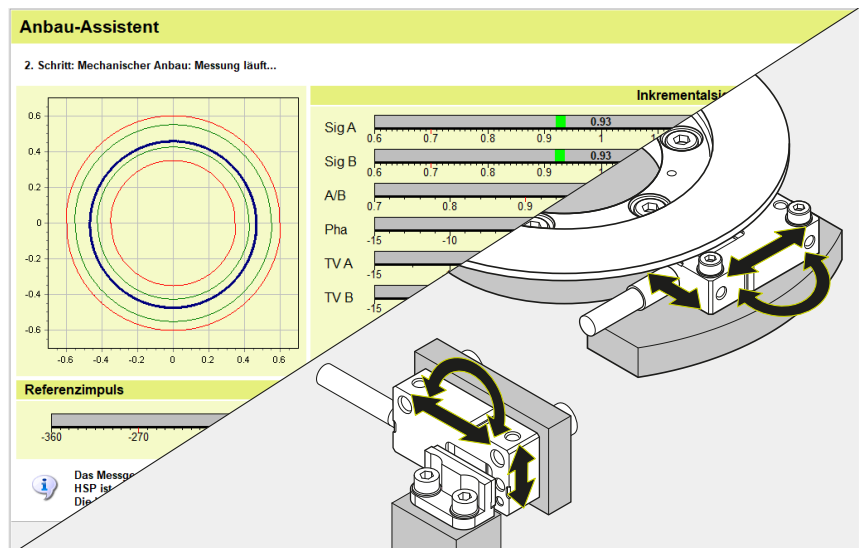 Anbau-Assistent
2. Schritt: Mechanischer Anbau: Messung läuft...
Inkrementalsi
0.6
0.4
0.2
0
-0.2
-0.4
-0.6
-0.6 -0.4 -0.2 0 0.2 0.4 0.6
Sig A 0.93
0.6 0.7 0.8 0.9 1
Sig B 0.93
0.6 0.7 0.8 0.9
A/B
0.7 0.8 0.9
Pha
-15 -10
TV A
-15
TV B
-15
Referenzimpuls
-360 -270
Das Messge
HSP ist
Die